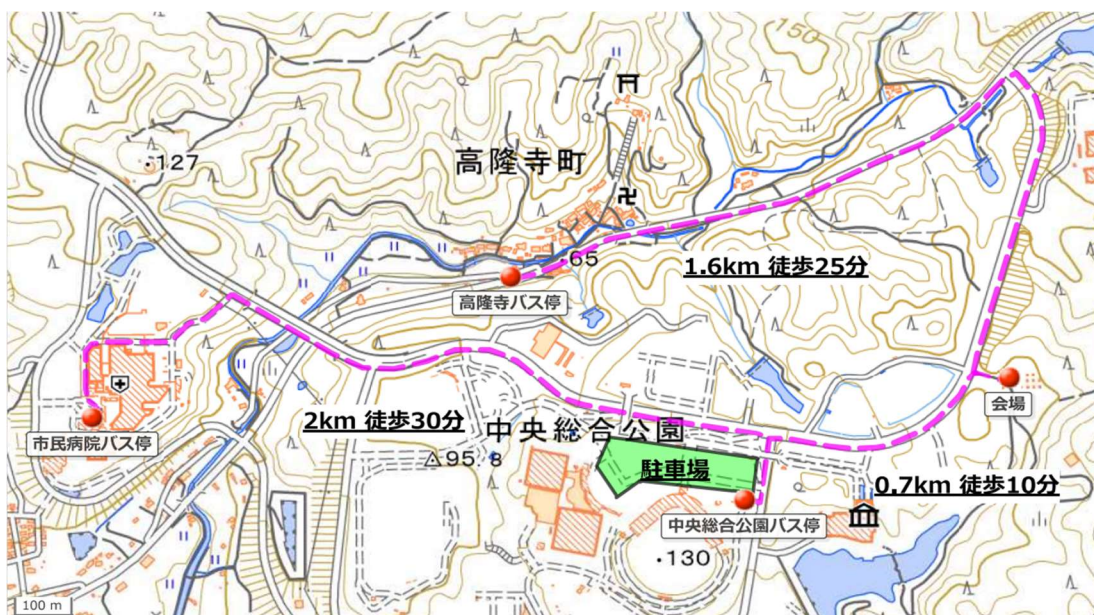 150
127
高隆寺町
65
1.6km 徒歩25分
高隆寺バス停
会場
2km 徒歩30分
中央総合公園
市民病院バス停
95.8
駐車場
0.7km 徒歩10分
中央総合公園バス停
130
100 m